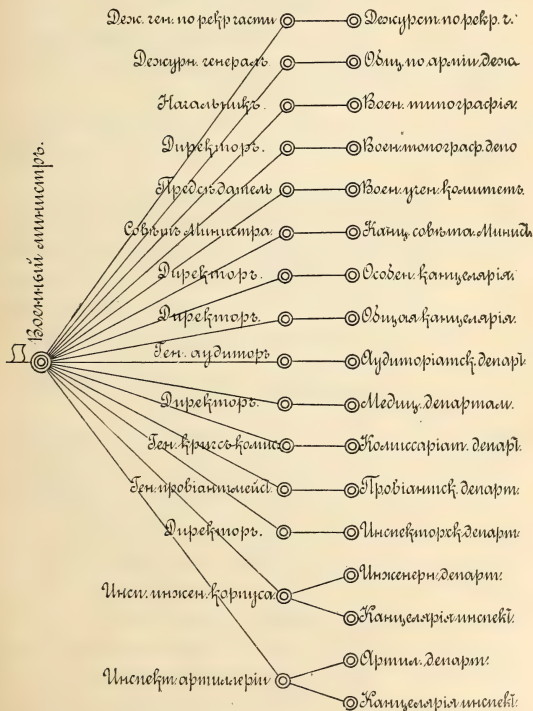 Деж. ген. по рекр части
Дежурст. по рекр. ч.
Дежурн. генералъ
Общ. по арміи дежа
Начальникъ.
Воен. типографія.
Директоръ.
Воен. топограф. депо
Предсѣдатель
Воен. учен. комитетъ.
Совѣтъ Министра.
Канц. совѣта. Минист.
Директоръ.
Особен. канцелярія.
Директоръ.
Общая канцелярія.
Военный министръ.
Ген. аудиторъ
Аудиторіатск. департ.
Директоръ.
Медиц. департам.
Ген. кригсъ комис
Комиссаріат. департ.
Ген. провіантмейст.
Провіантск. департ.
Директоръ.
Инспекторск. департ.
Инсп. инжен. корпуса
Инженерн. департ.
Канцелярія инспект.
Инспект. артиллеріи
Артил. департ.
Канцелярія инспект.